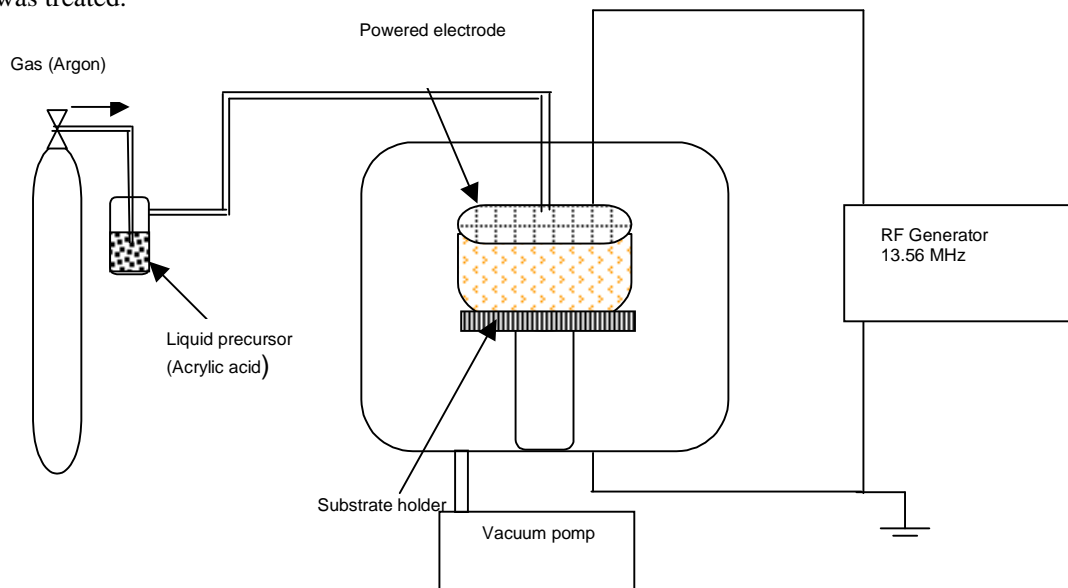 was treated.
Powered electrode
Gas (Argon)
RF Generator
13.56 MHz
Liquid precursor
(Acrylic acid)
Substrate holder
Vacuum pomp